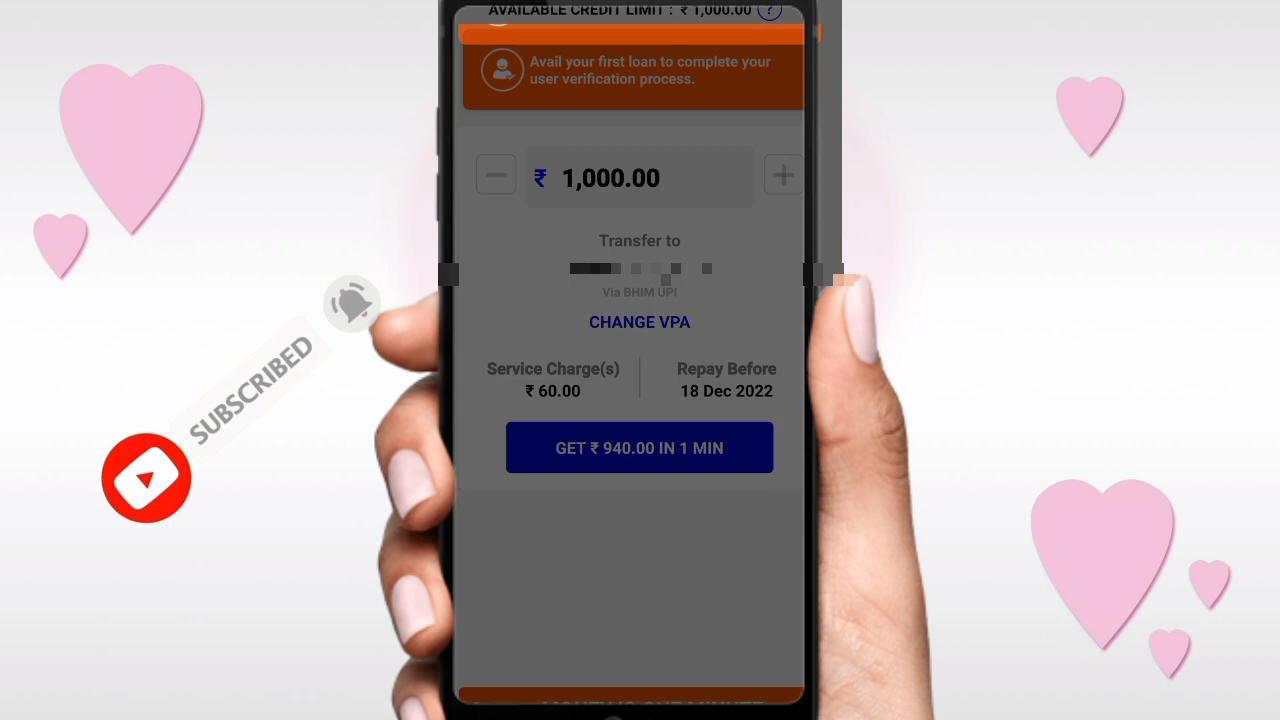 AVAILABLE CREDIT LIMIT : ₹ 1,000.00 ?
Avail your first loan to complete your
user verification process.
₹ 1,000.00
Transfer to
Via BHIM UPI
CHANGE VPA
Service Charge(s)
₹ 60.00
Repay Before
18 Dec 2022
GET ₹ 940.00 IN 1 MIN
SUBSCRIBED